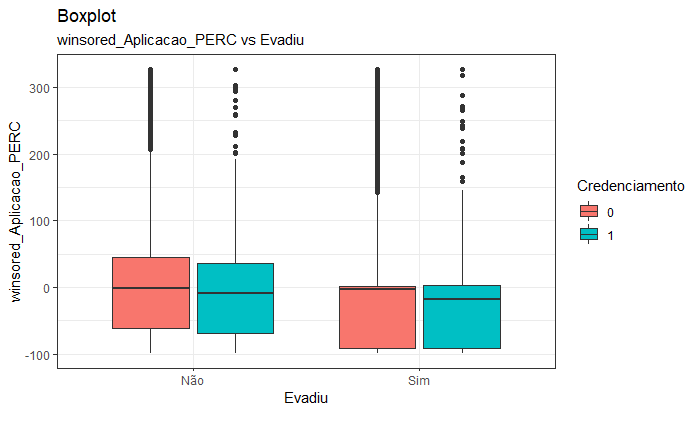 Boxplot
winsored_Aplicacao_PERC vs Evadiu
winsored_Aplicacao_PERC
300
200
100
0
-100
Não
Sim
Evadiu
Credenciamento
0
1